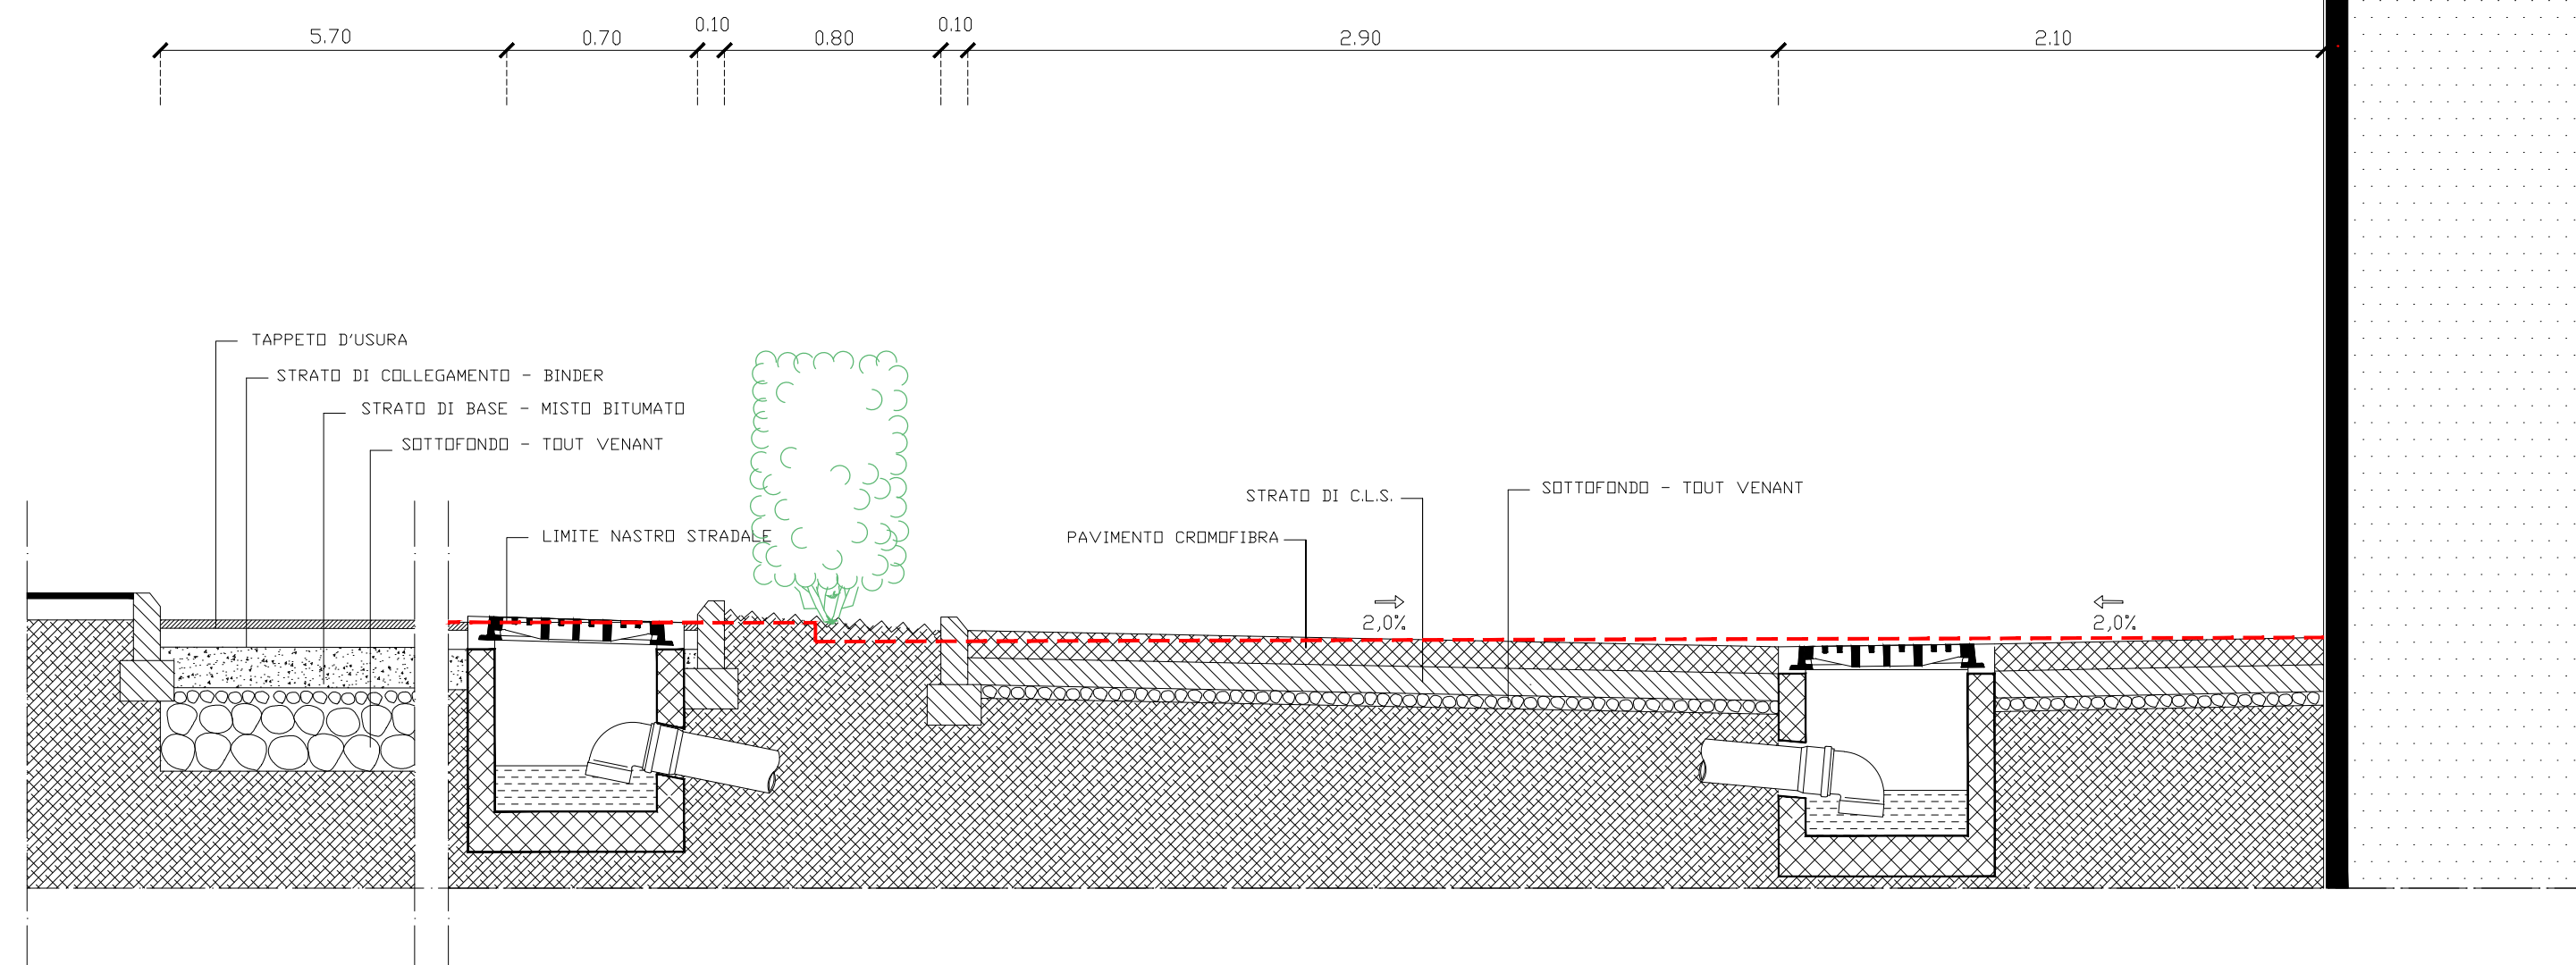 5.70
0.70
0.10
0.80
0.10
2.90
2.10
TAPPETO D'USURA
STRATO DI COLLEGAMENTO - BINDER
STRATO DI BASE - MISTO BITUMATO
SOTTOFONDO - TOUT VENANT
LIMITE NASTRO STRADALE
STRATO DI C.L.S.
SOTTOFONDO - TOUT VENANT
PAVIMENTO CROMOFIBRA
2,0%
2,0%